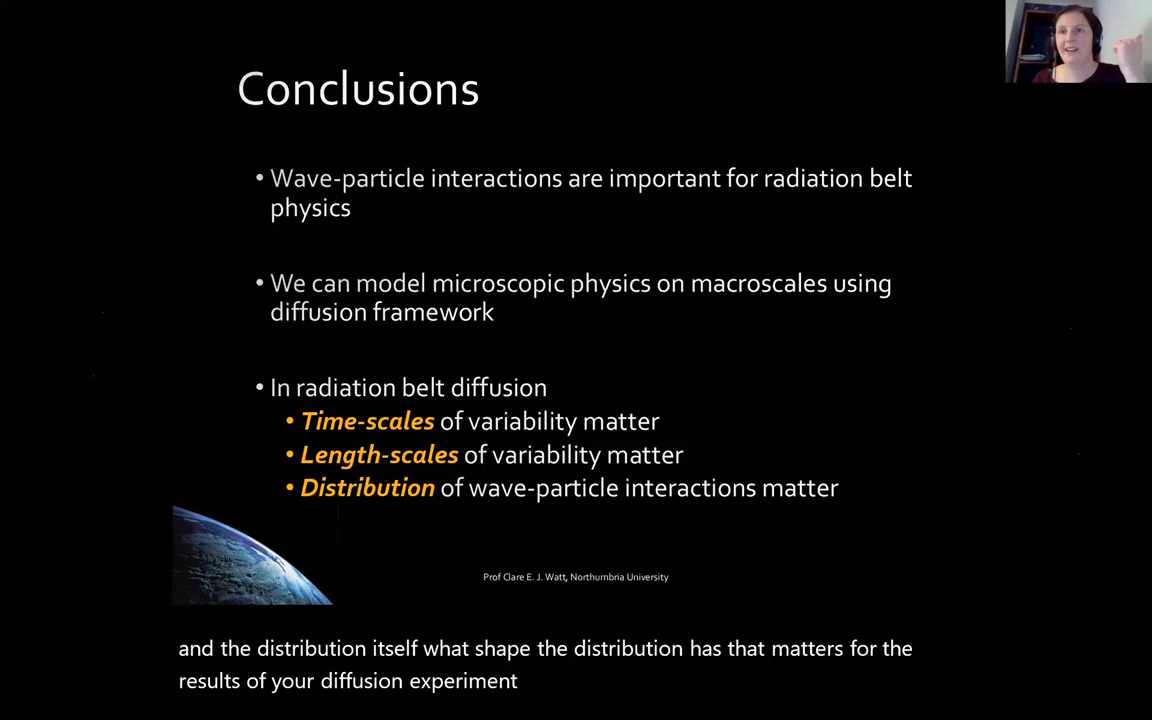 Conclusions
• Wave-particle interactions are important for radiation belt
physics
• We can model microscopic physics on macroscales using
diffusion framework
• In radiation belt diffusion
• Time-scales of variability matter
• Length-scales of variability matter
• Distribution of wave-particle interactions matter
Prof Clare E. J. Watt, Northumbria University
and the distribution itself what shape the distribution has that matters for the
results of your diffusion experiment